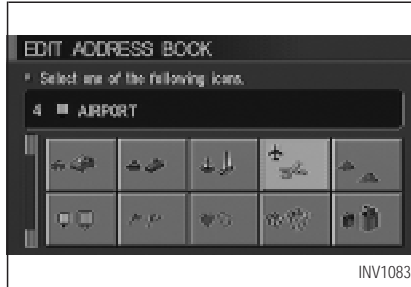 EDIT ADDRESS BOOK
Select one of the following icons.
4 AIRPORT
INV1083